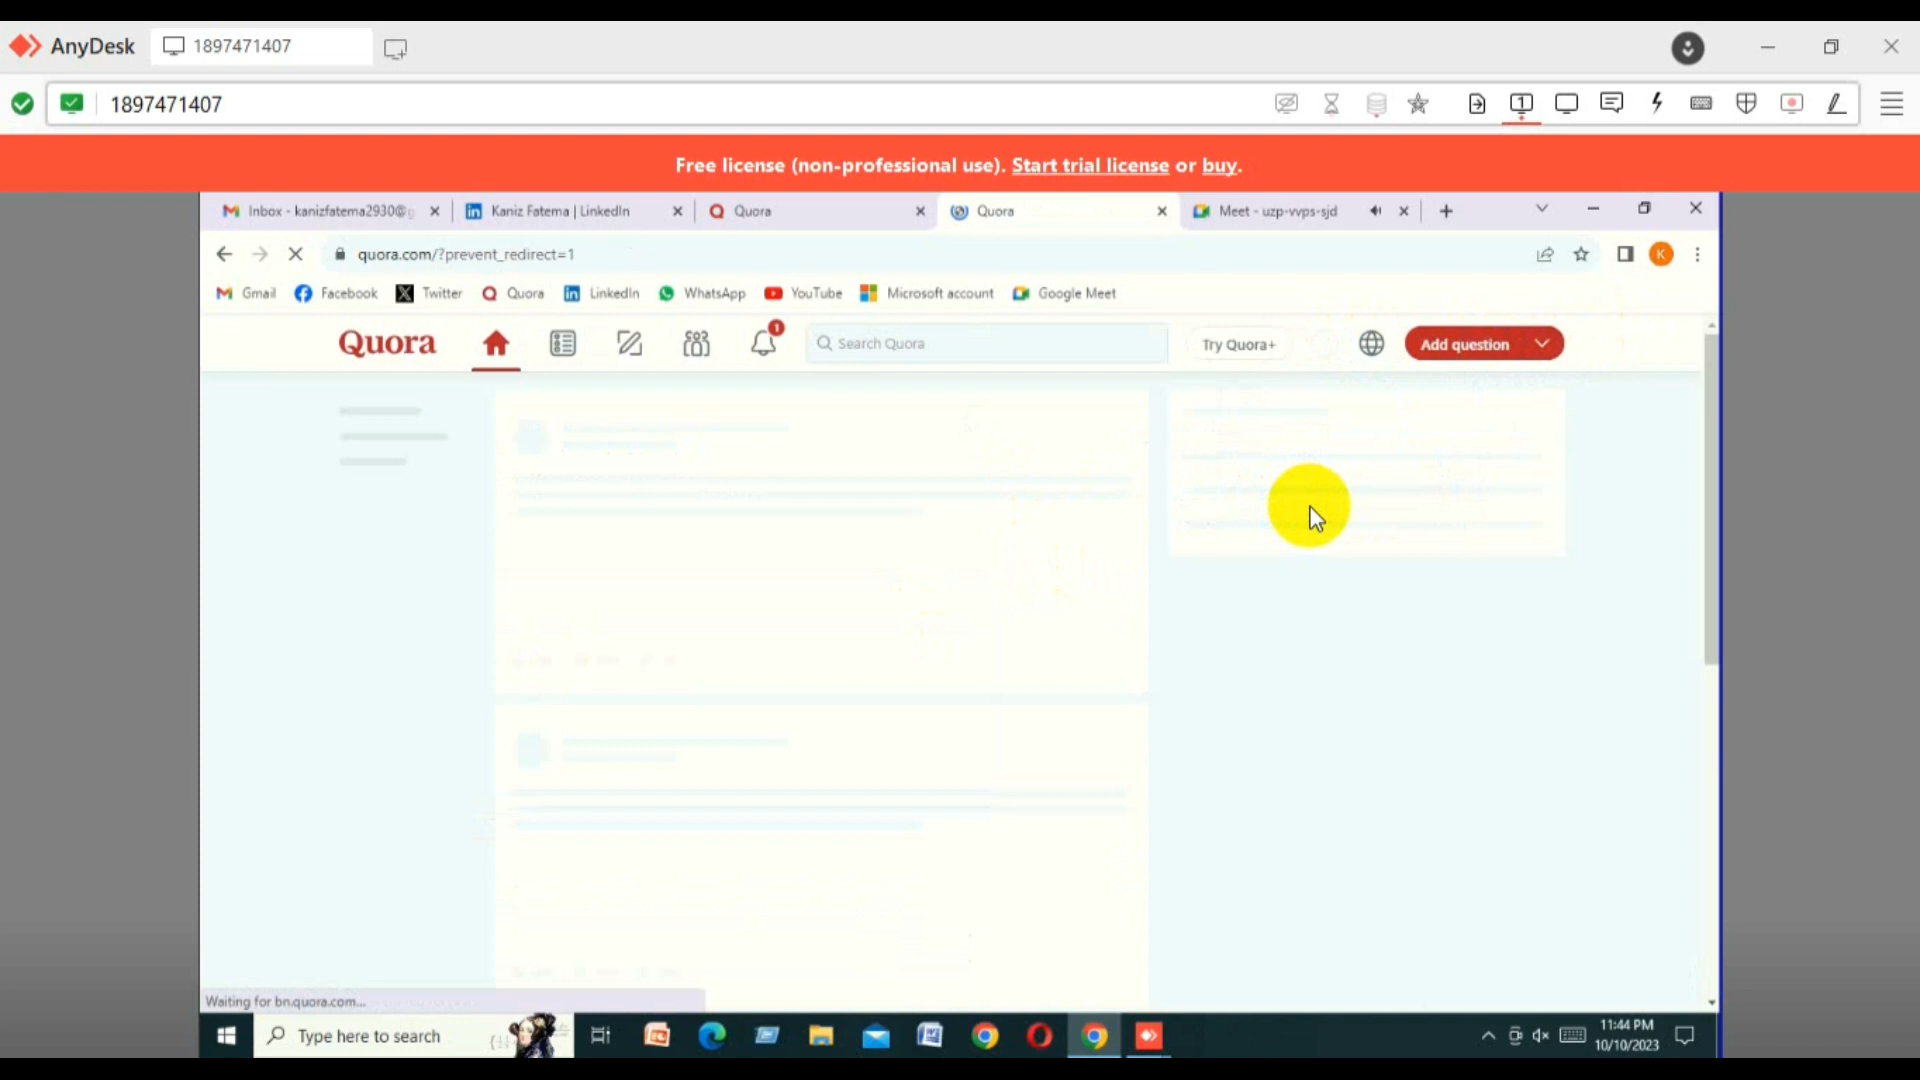 AnyDesk 1897471407
1897471407
Free license (non-professional use). Start trial license or buy.
Inbox - kanizfatema2930@g Kaniz Fatema | LinkedIn Quora Quora Meet - uzp-vvps-sjd
quora.com/?prevent_redirect=1 K
Gmail Facebook Twitter Quora LinkedIn WhatsApp YouTube Microsoft account Google Meet
Quora 1 Search Quora Try Quora+ Add question
Waiting for bn.quora.com...
Type here to search
11:44 PM
10/10/2023